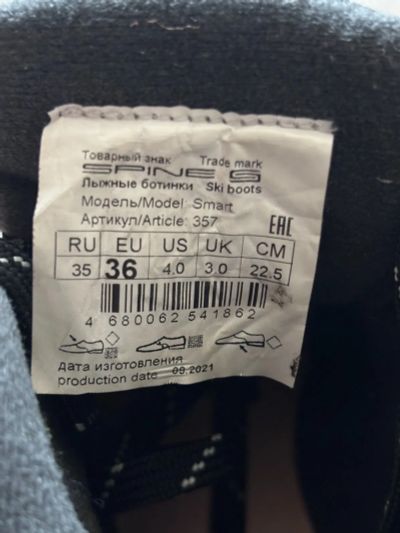 Товарный знак Trade mark
SPINE
Лыжные ботинки Ski boots
Модель/Model Smart
Артикул/Article: 357 EAC
RU EU US UK CM
35 36 4.0 3.0 22.5
4 680062 541862
Дата изготовления
production date 09.2021